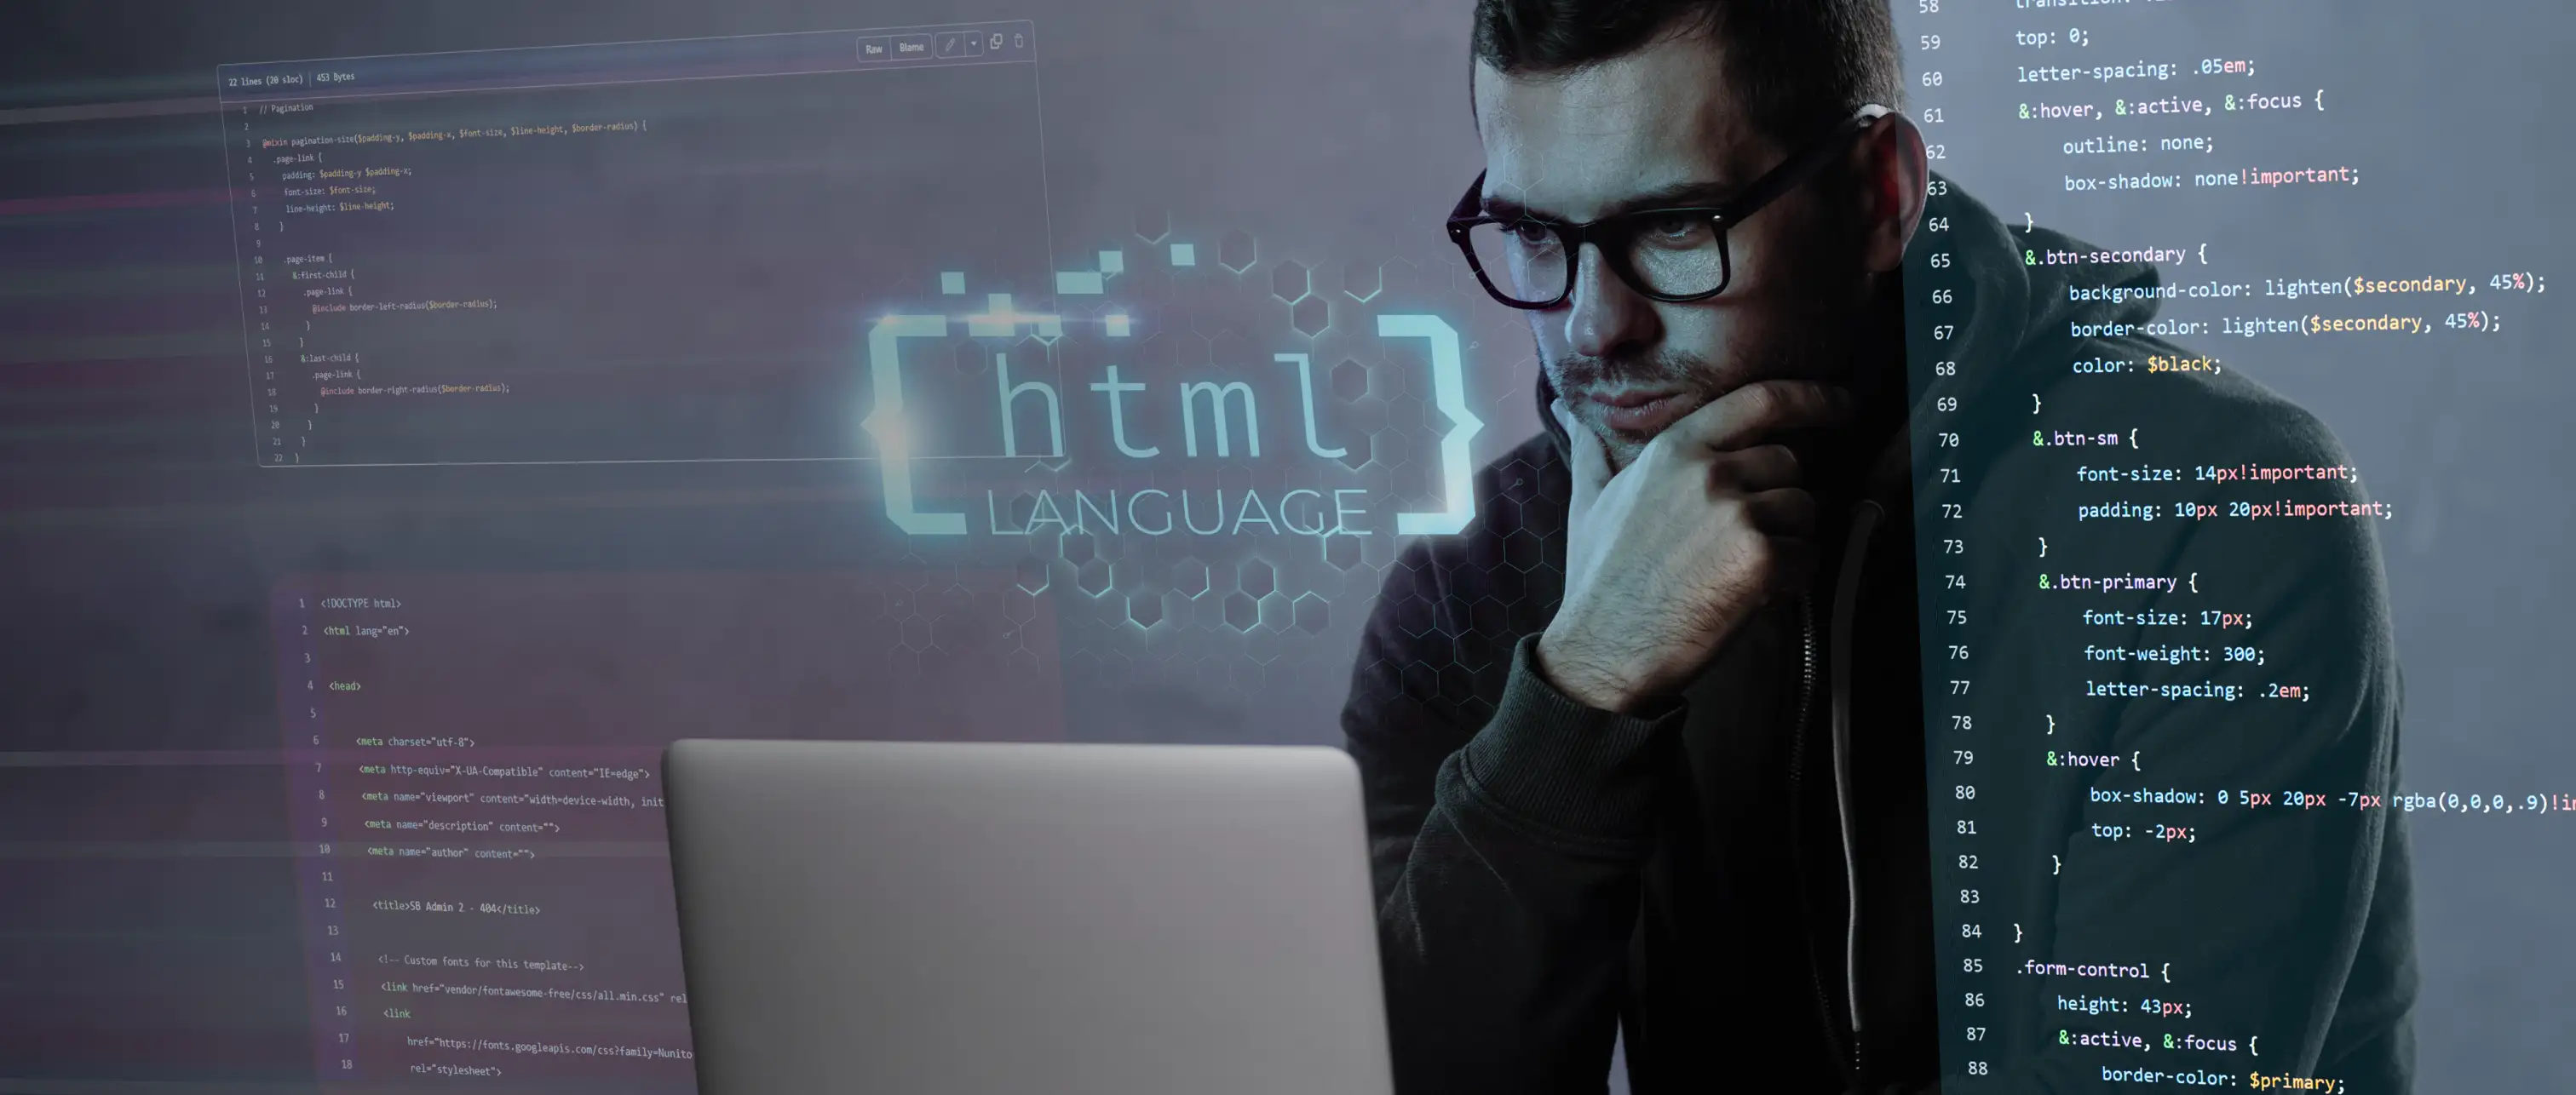 22 lines (20 sloc) | 453 Bytes
Raw Blame
1 // Pagination
2
3 @mixin pagination-size($padding-y, $padding-x, $font-size, $line-height, $border-radius) {
4 .page-link {
5 padding: $padding-y $padding-x;
6 font-size: $font-size;
7 line-height: $line-height;
8 }
9
10 .page-item {
11 &:first-child {
12 .page-link {
13 @include border-left-radius($border-radius);
14 }
15 }
16 &:last-child {
17 .page-link {
18 @include border-right-radius($border-radius);
19 }
20 }
21 }
22 }
html
LANGUAGE
1 <!DOCTYPE html>
2 <html lang="en">
3
4 <head>
5
6 <meta charset="utf-8">
7 <meta http-equiv="X-UA-Compatible" content="IE=edge">
8 <meta name="viewport" content="width=device-width, init
9 <meta name="description" content="">
10 <meta name="author" content="">
11
12 <title>SB Admin 2 - 404</title>
13
14 <!-- Custom fonts for this template-->
15 <link href="vendor/fontawesome-free/css/all.min.css" rel
16 <link
17 href="https://fonts.googleapis.com/css?family=Nunito
18 rel="stylesheet">
58
59 top: 0;
60 letter-spacing: .05em;
61 &:hover, &:active, &:focus {
62 outline: none;
63 box-shadow: none!important;
64 }
65 &.btn-secondary {
66 background-color: lighten($secondary, 45%);
67 border-color: lighten($secondary, 45%);
68 color: $black;
69 }
70 &.btn-sm {
71 font-size: 14px!important;
72 padding: 10px 20px!important;
73 }
74 &.btn-primary {
75 font-size: 17px;
76 font-weight: 300;
77 letter-spacing: .2em;
78 }
79 &:hover {
80 box-shadow: 0 5px 20px -7px rgba(0,0,0,.9)!i
81 top: -2px;
82 }
83
84 }
85 .form-control {
86 height: 43px;
87 &:active, &:focus {
88 border-color: $primary;